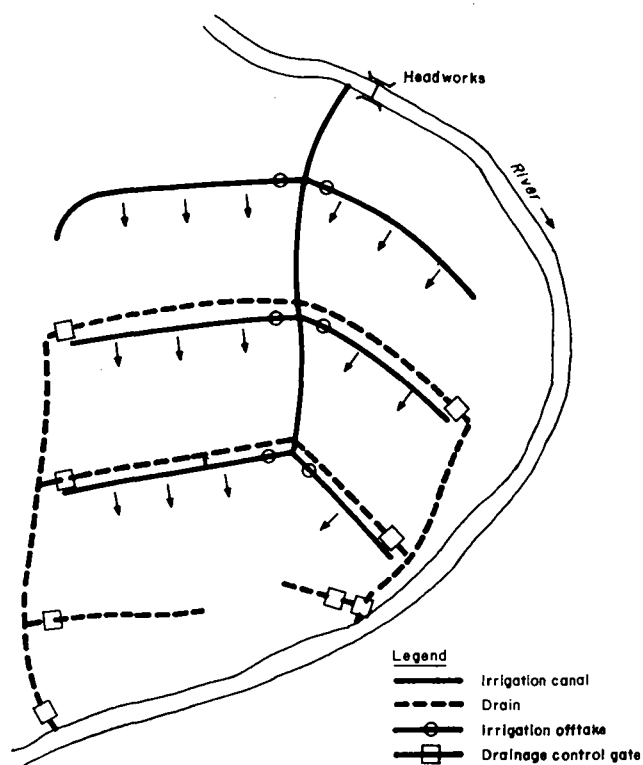 Headworks
River
Legend
Irrigation canal
Drain
Irrigation offtake
Drainage control gate